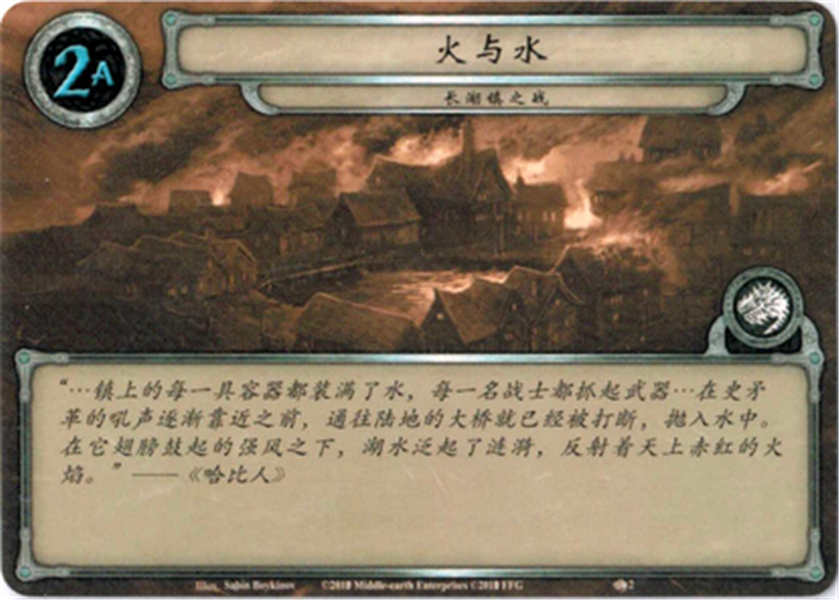 2A
火与水
长湖镇之战
“…镇上的每一具容器都装满了水，每一名战士都抓起武器…在史矛
革的吼声逐渐靠近之前，通往陆地的大桥就已经被打断，抛入水中。
在它翅膀鼓起的强风之下，湖水泛起了涟漪，反射着天上赤红的火
焰。” ——《哈比人》
Illus. Sabin Boykinov ©2018 Middle-earth Enterprises ©2018 FFG 2